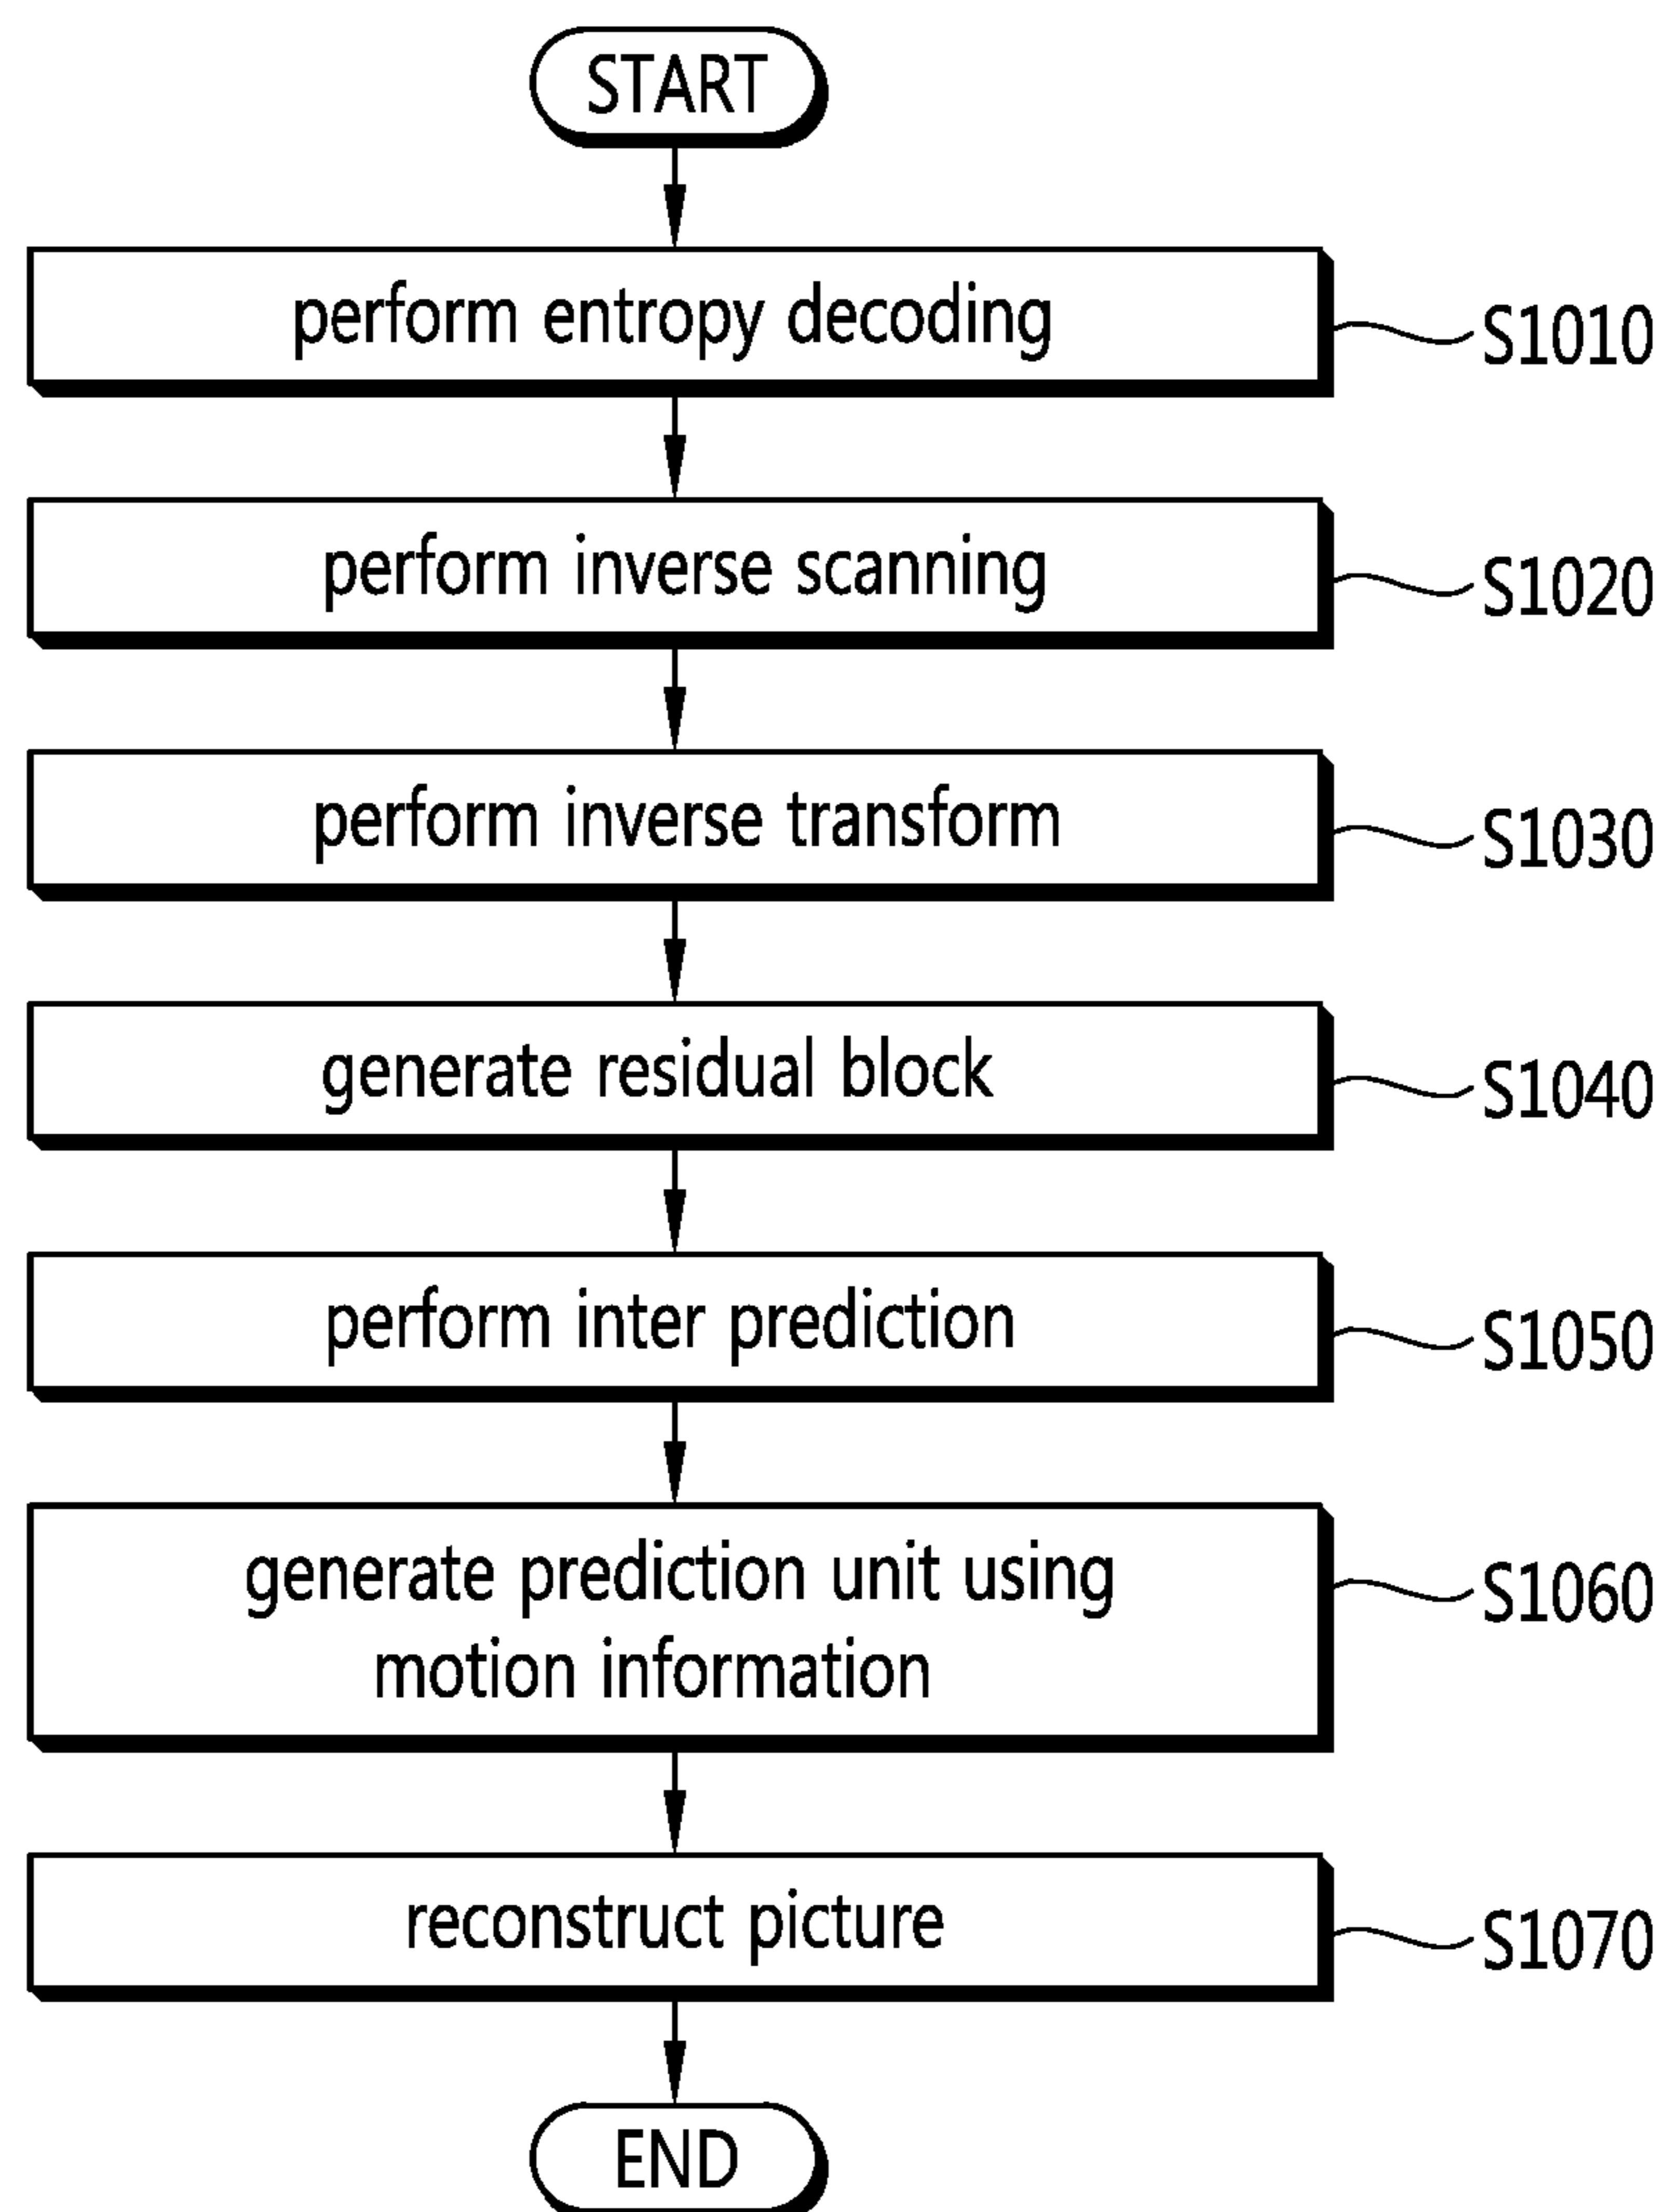 START
perform entropy decoding
S1010
perform inverse scanning
S1020
perform inverse transform
S1030
generate residual block
S1040
perform inter prediction
S1050
generate prediction unit using
motion information
S1060
reconstruct picture
S1070
END